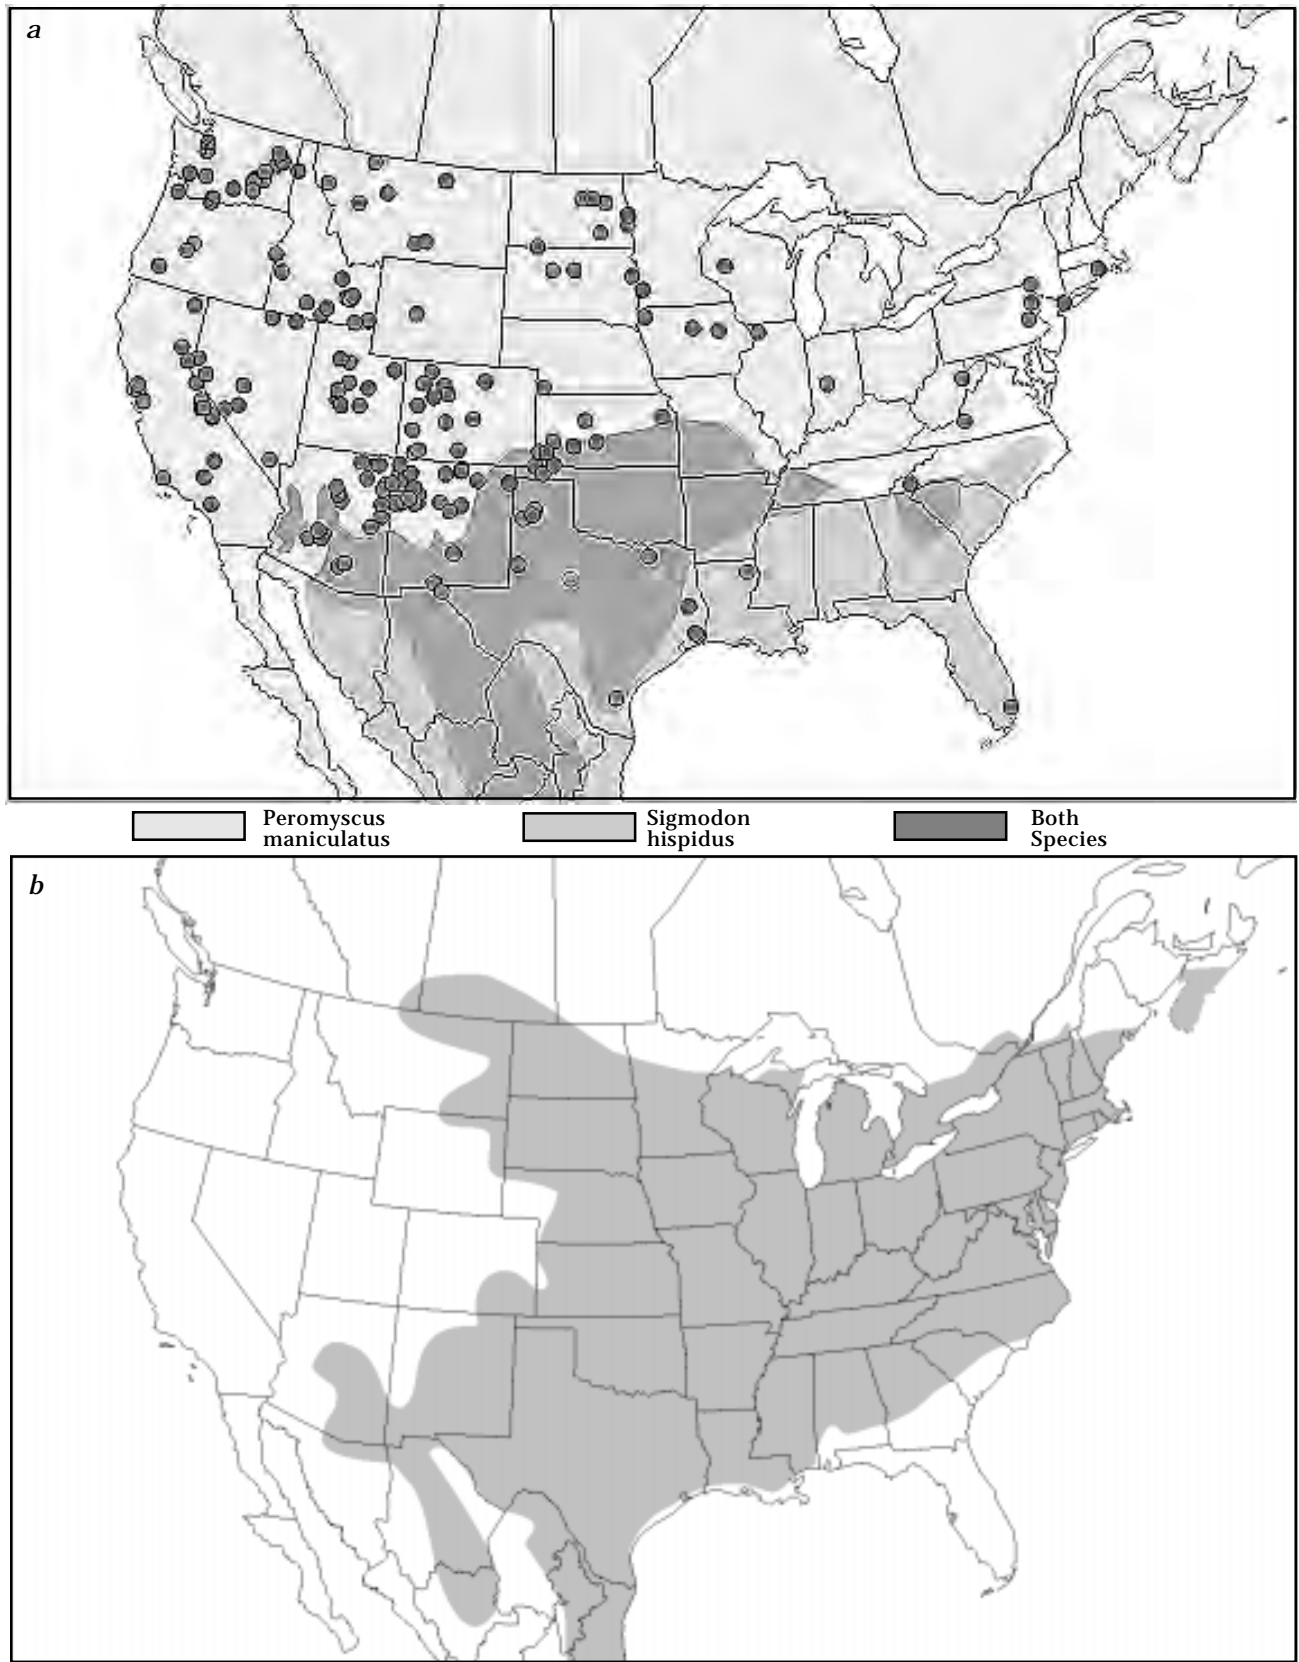 a
Peromyscus
maniculatus
Sigmodon
hispidus
Both
Species
b